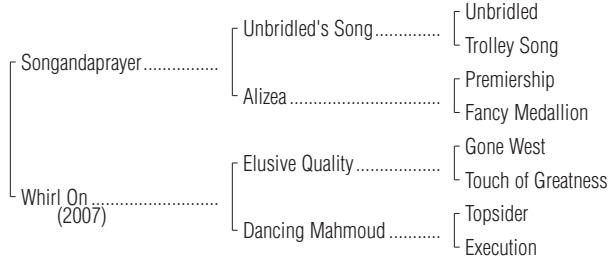 Unbridled
Unbridled's Song..............
Trolley Song
Songandaprayer................
Premiership
Alizea................................
Fancy Medallion
Gone West
Elusive Quality..................
Touch of Greatness
Whirl On...........................
(2007)
Topsider
Dancing Mahmoud...........
Execution